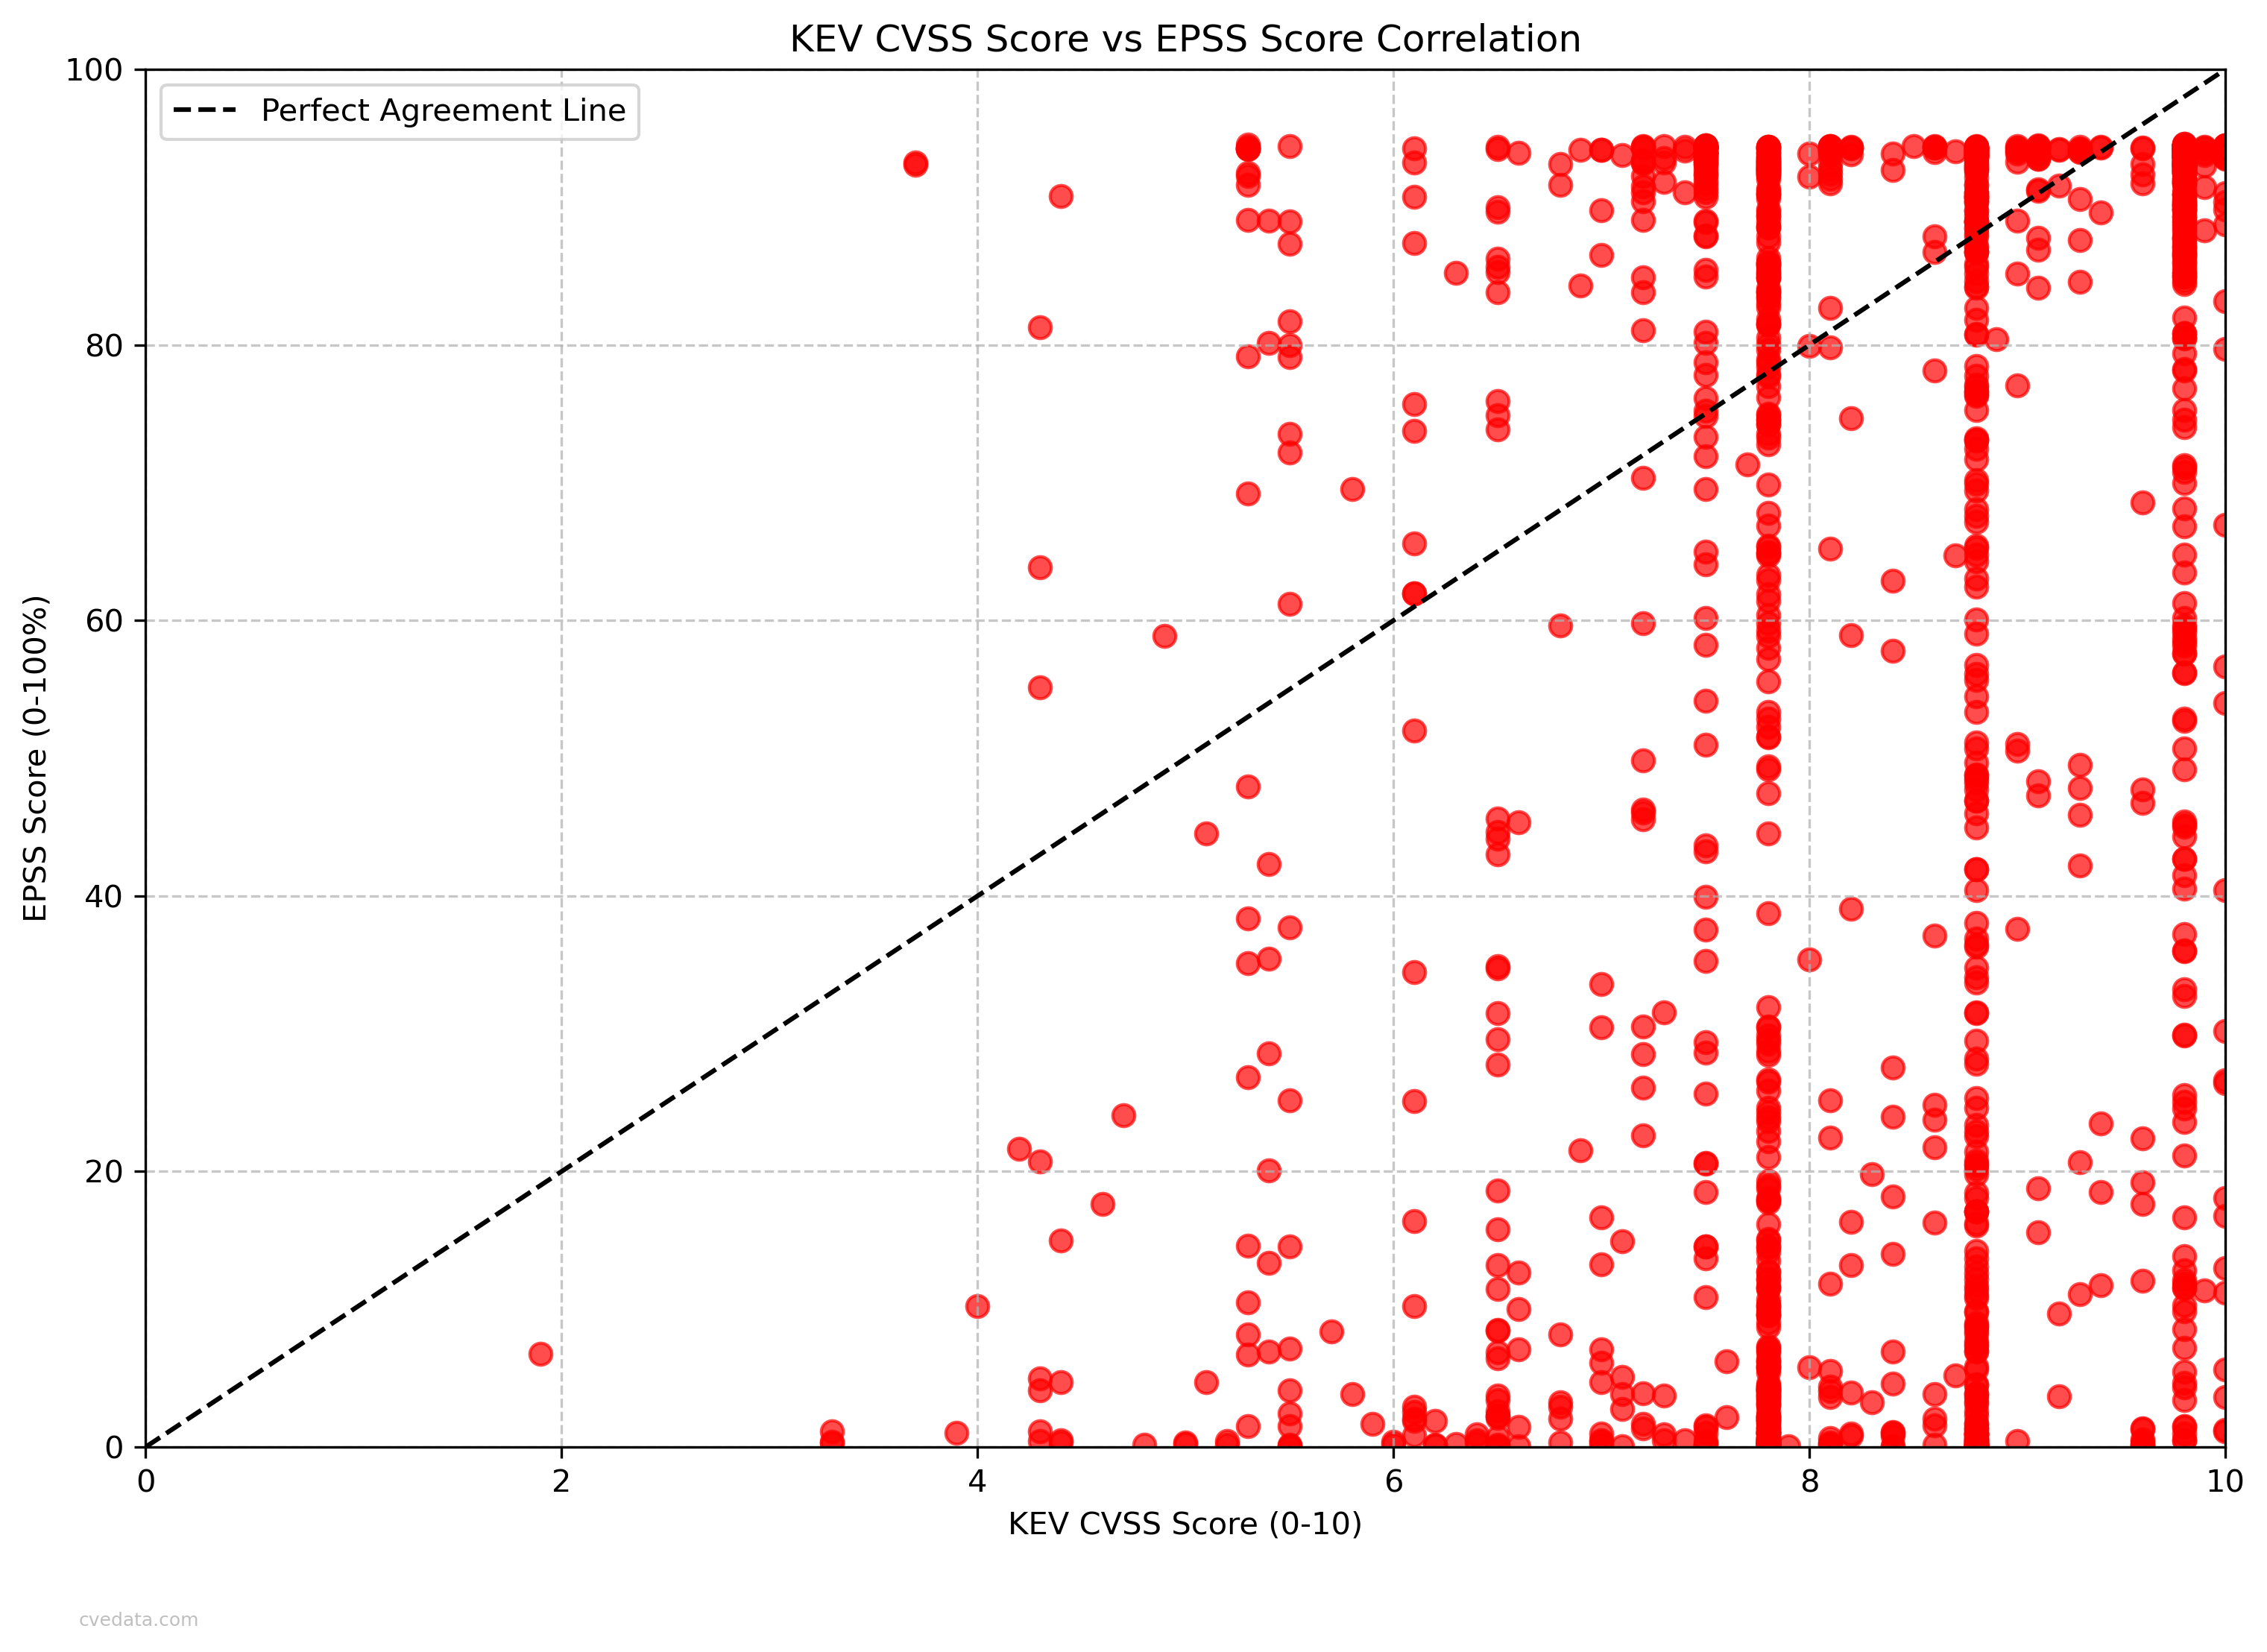 KEV CVSS Score vs EPSS Score Correlation
100
Perfect Agreement Line
80
60
EPSS Score (0-100%)
40
20
0
0 2 4 6 8 10
KEV CVSS Score (0-10)
cvedata.com